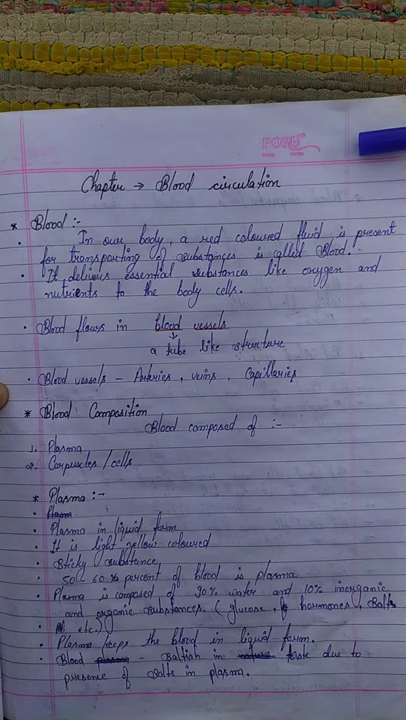 PORU
Chapter → Blood circulation
* Blood :-
· In our body, a red coloured fluid is present
for transporting of substances is called Blood.
· It delivers essential substances like oxygen and
nutrients to the body cells.
· Blood flows in blood vessels
↓
a tube like structure
· Blood vessels - Arteries, veins, Capillaries
* Blood Composition
Blood composed of :-
1. Plasma
2. Corpuscles / cells
* Plasma :-
· Plasm
· Plasma in liquid form
· It is light yellow coloured
· Sticky substance
· 50-60% percent of blood is plasma
· Plasma is composed of 90% water and 10% inorganic
and organic substances. (glucose, hormones, Salts
etc.)
· Plasma keeps the blood in liquid form.
· Blood plasma - Saltish in taste due to
presence of Salts in plasma.